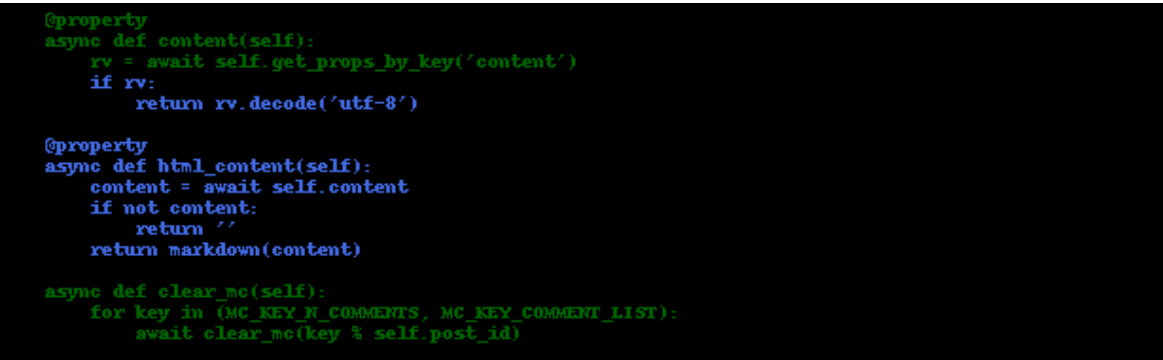 @property
async def content(self):
    rv = await self.get_props_by_key('content')
    if rv:
        return rv.decode('utf-8')
@property
async def html_content(self):
    content = await self.content
    if not content:
        return ''
    return markdown(content)
async def clear_mc(self):
    for key in (MC_KEY_N_COMMENTS, MC_KEY_COMMENT_LIST):
        await clear_mc(key % self.post_id)